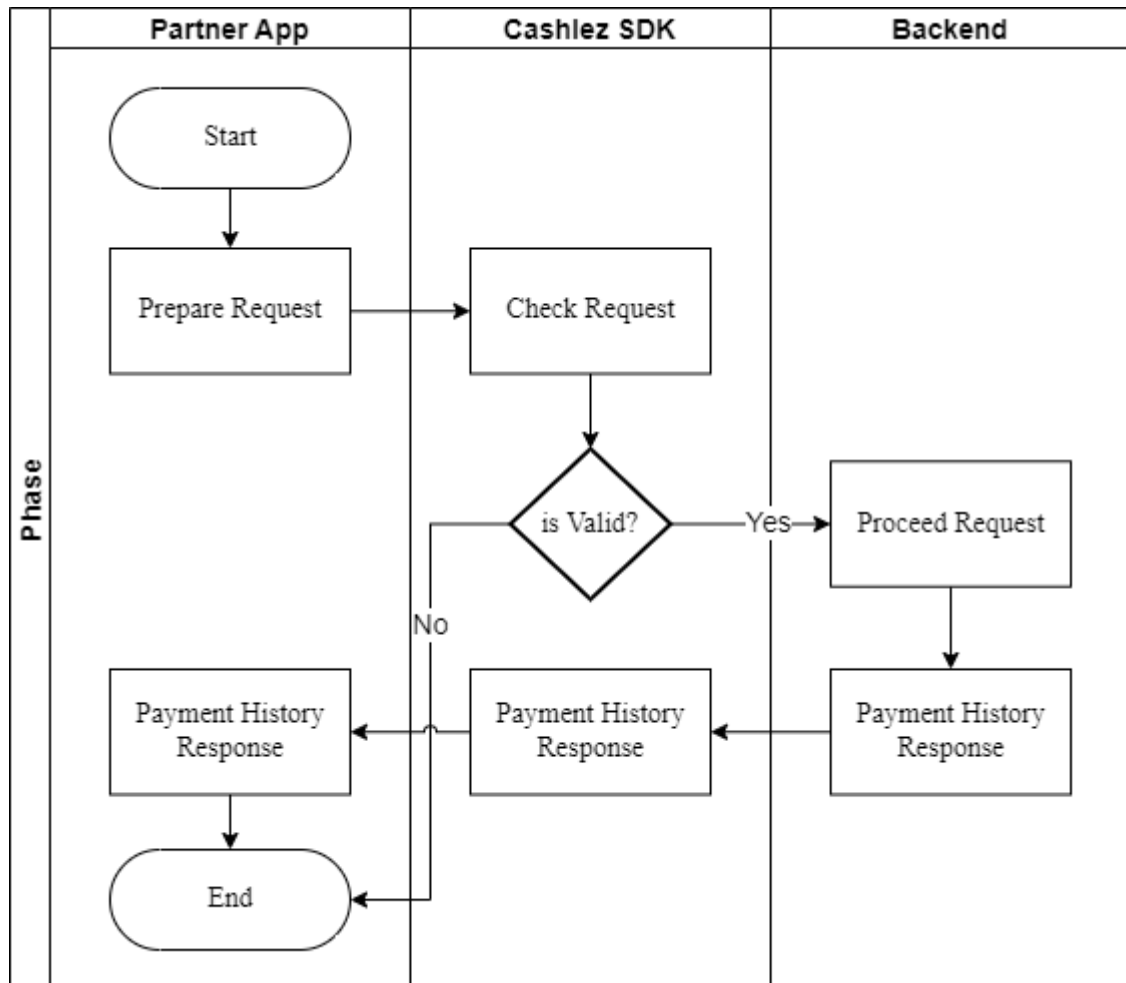 Partner App
Cashlez SDK
Backend
Phase
Start
Prepare Request
Check Request
is Valid?
Yes
Proceed Request
No
Payment History
Response
Payment History
Response
Payment History
Response
End